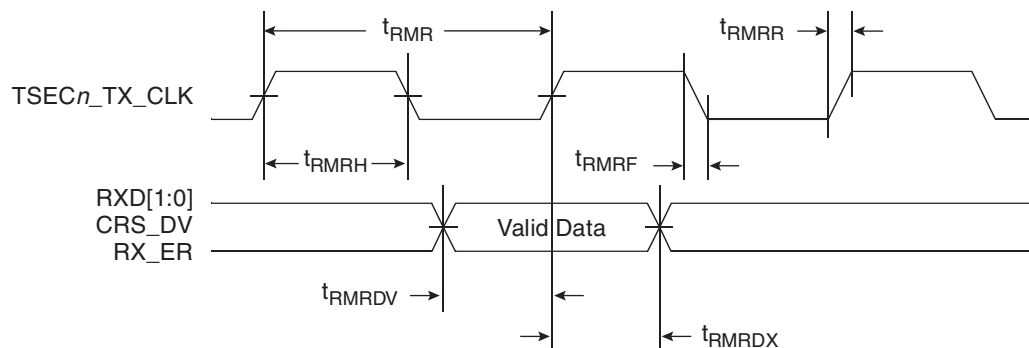 tRMR
tRMRR
TSECn_TX_CLK
tRMRH
tRMRF
RXD[1:0]
CRS_DV
RX_ER
Valid Data
tRMRDV
tRMRDX